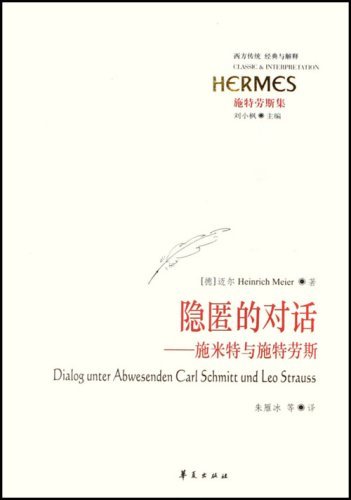 西方传统 经典与解释
CLASSIC & INTERPRETATION
HERMES
施特劳斯集
刘小枫◉主编
[德]迈尔 Heinrich Meier◉著
隐匿的对话
——施米特与施特劳斯
Dialog unter Abwesenden Carl Schmitt und Leo Strauss
朱雁冰 等◉译
华夏出版社